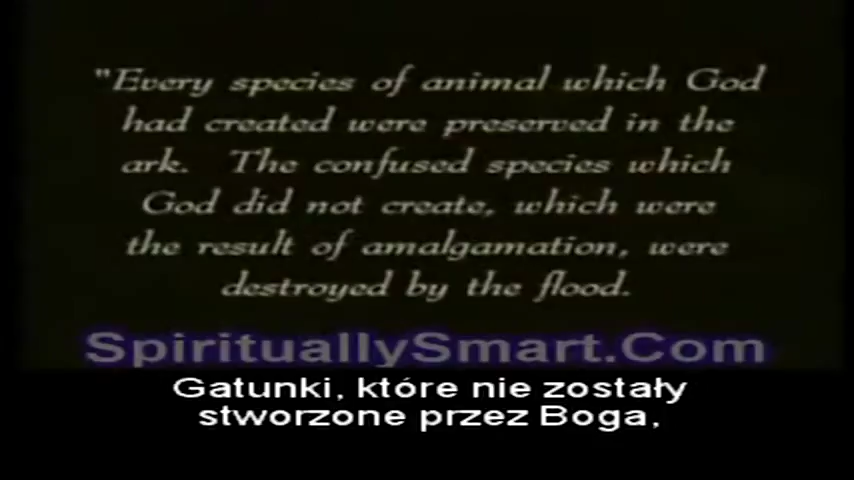 "Every species of animal which God
had created were preserved in the
ark. The confused species which
God did not create, which were
the result of amalgamation, were
destroyed by the flood.
SpirituallySmart.Com
Gatunki, które nie zostały
stworzone przez Boga,